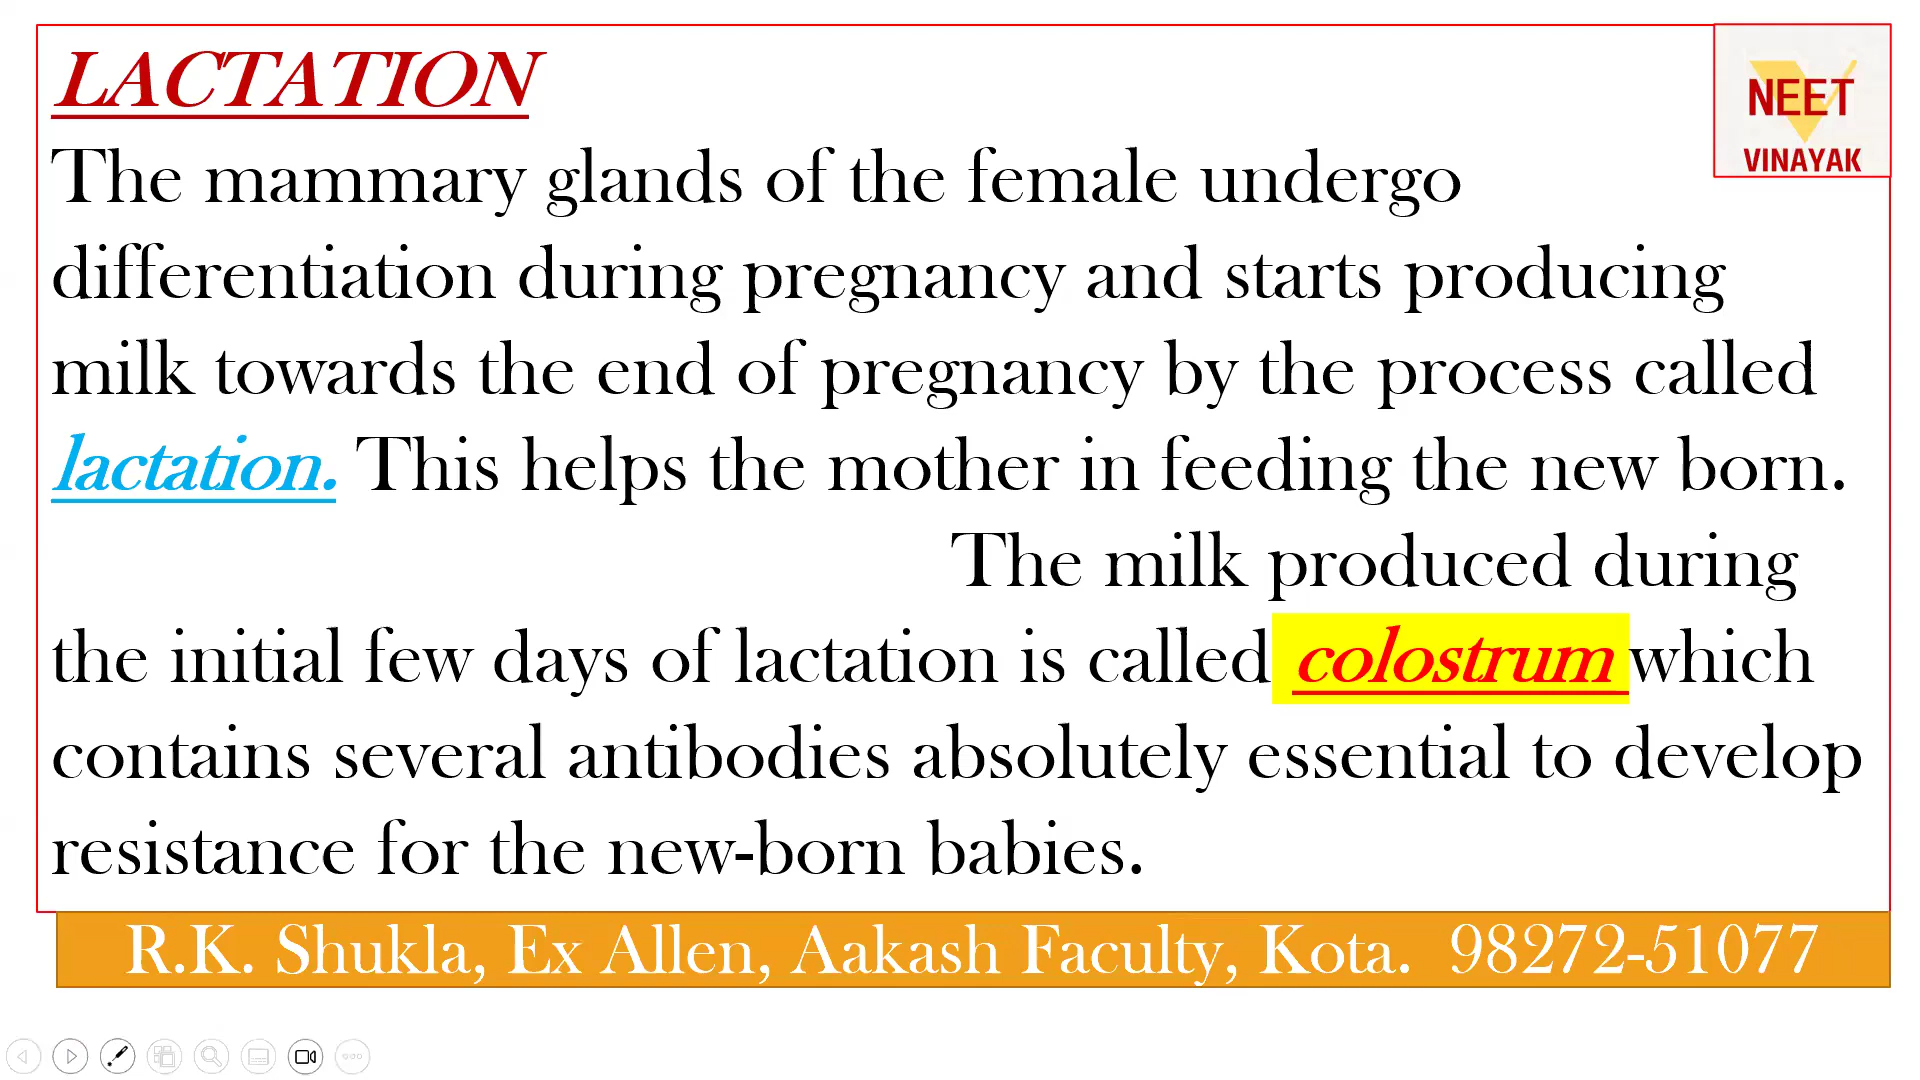 LACTATION
NEET
VINAYAK
The mammary glands of the female undergo
differentiation during pregnancy and starts producing
milk towards the end of pregnancy by the process called
lactation. This helps the mother in feeding the new born.
The milk produced during
the initial few days of lactation is called colostrum which
contains several antibodies absolutely essential to develop
resistance for the new-born babies.
R.K. Shukla, Ex Allen, Aakash Faculty, Kota. 98272-51077